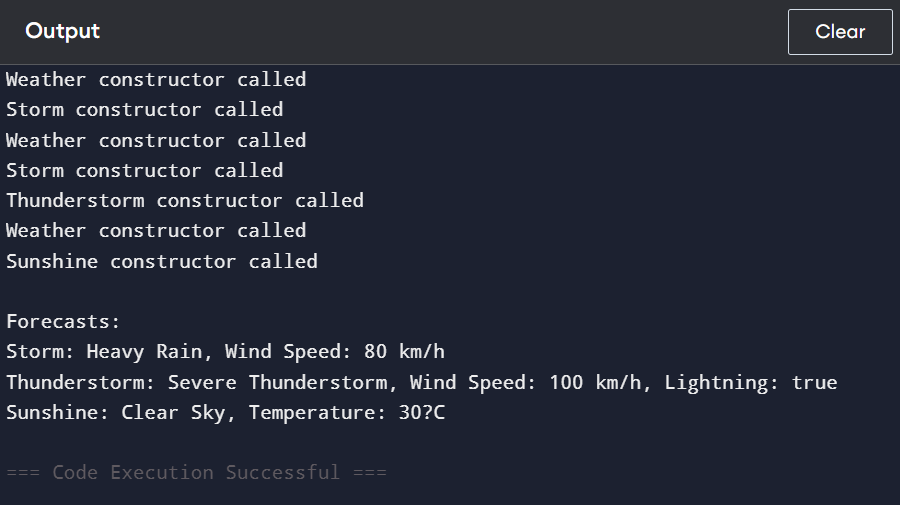 Output
Clear
Weather constructor called
Storm constructor called
Weather constructor called
Storm constructor called
Thunderstorm constructor called
Weather constructor called
Sunshine constructor called
Forecasts:
Storm: Heavy Rain, Wind Speed: 80 km/h
Thunderstorm: Severe Thunderstorm, Wind Speed: 100 km/h, Lightning: true
Sunshine: Clear Sky, Temperature: 30?C
=== Code Execution Successful ===